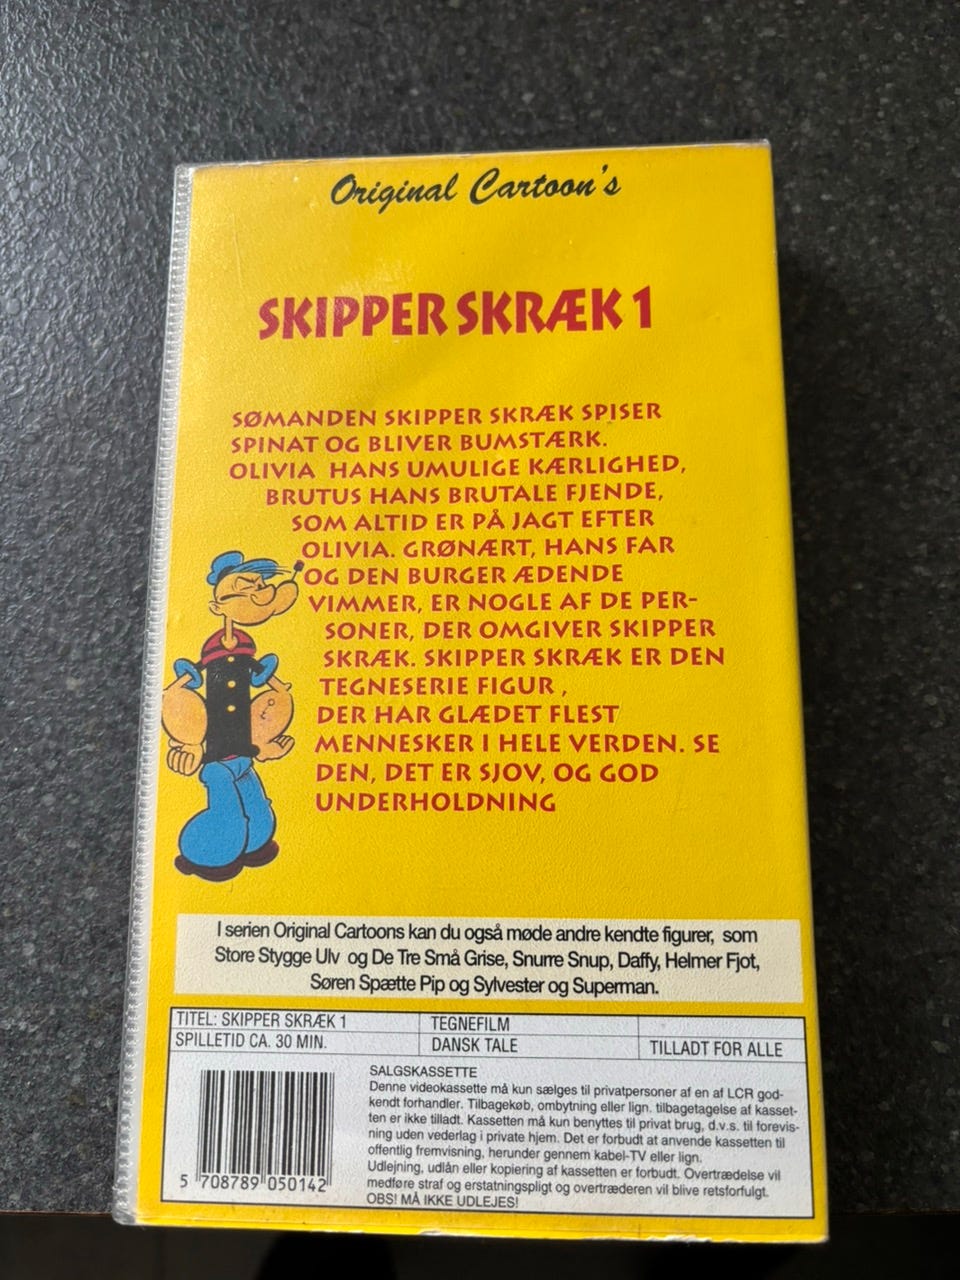 Original Cartoon's
SKIPPER SKRÆK 1
SØMANDEN SKIPPER SKRÆK SPISER
SPINAT OG BLIVER BUMSTÆRK.
OLIVIA HANS UMULIGE KÆRLIGHED,
BRUTUS HANS BRUTALE FJENDE,
SOM ALTID ER PÅ JAGT EFTER
OLIVIA. GRØNÆRT, HANS FAR
OG DEN BURGER ÆDENDE
VIMMER, ER NOGLE AF DE PER-
SONER, DER OMGIVER SKIPPER
SKRÆK. SKIPPER SKRÆK ER DEN
TEGNESERIE FIGUR ,
DER HAR GLÆDET FLEST
MENNESKER I HELE VERDEN. SE
DEN, DET ER SJOV, OG GOD
UNDERHOLDNING
I serien Original Cartoons kan du også møde andre kendte figurer, som
Store Stygge Ulv og De Tre Små Grise, Snurre Snup, Daffy, Helmer Fjot,
Søren Spætte Pip og Sylvester og Superman.
TITEL: SKIPPER SKRÆK 1 TEGNEFILM
SPILLETID CA. 30 MIN. DANSK TALE TILLADT FOR ALLE
SALGSKASSETTE
Denne videokassette må kun sælges til privatpersoner af en af LCR god-
kendt forhandler. Tilbagekøb, ombytning eller lign. tilbagetagelse af kasset-
ten er ikke tilladt. Kassetten må kun benyttes til privat brug, d.v.s. til forevis-
ning uden vederlag i private hjem. Det er forbudt at anvende kassetten til
offentlig fremvisning, herunder gennem kabel-TV eller lign.
Udlejning, udlån eller kopiering af kassetten er forbudt. Overtrædelse vil
medføre straf og erstatningspligt og overtræderen vil blive retsforfulgt.
OBS! MÅ IKKE UDLEJES!
5 708789 050142